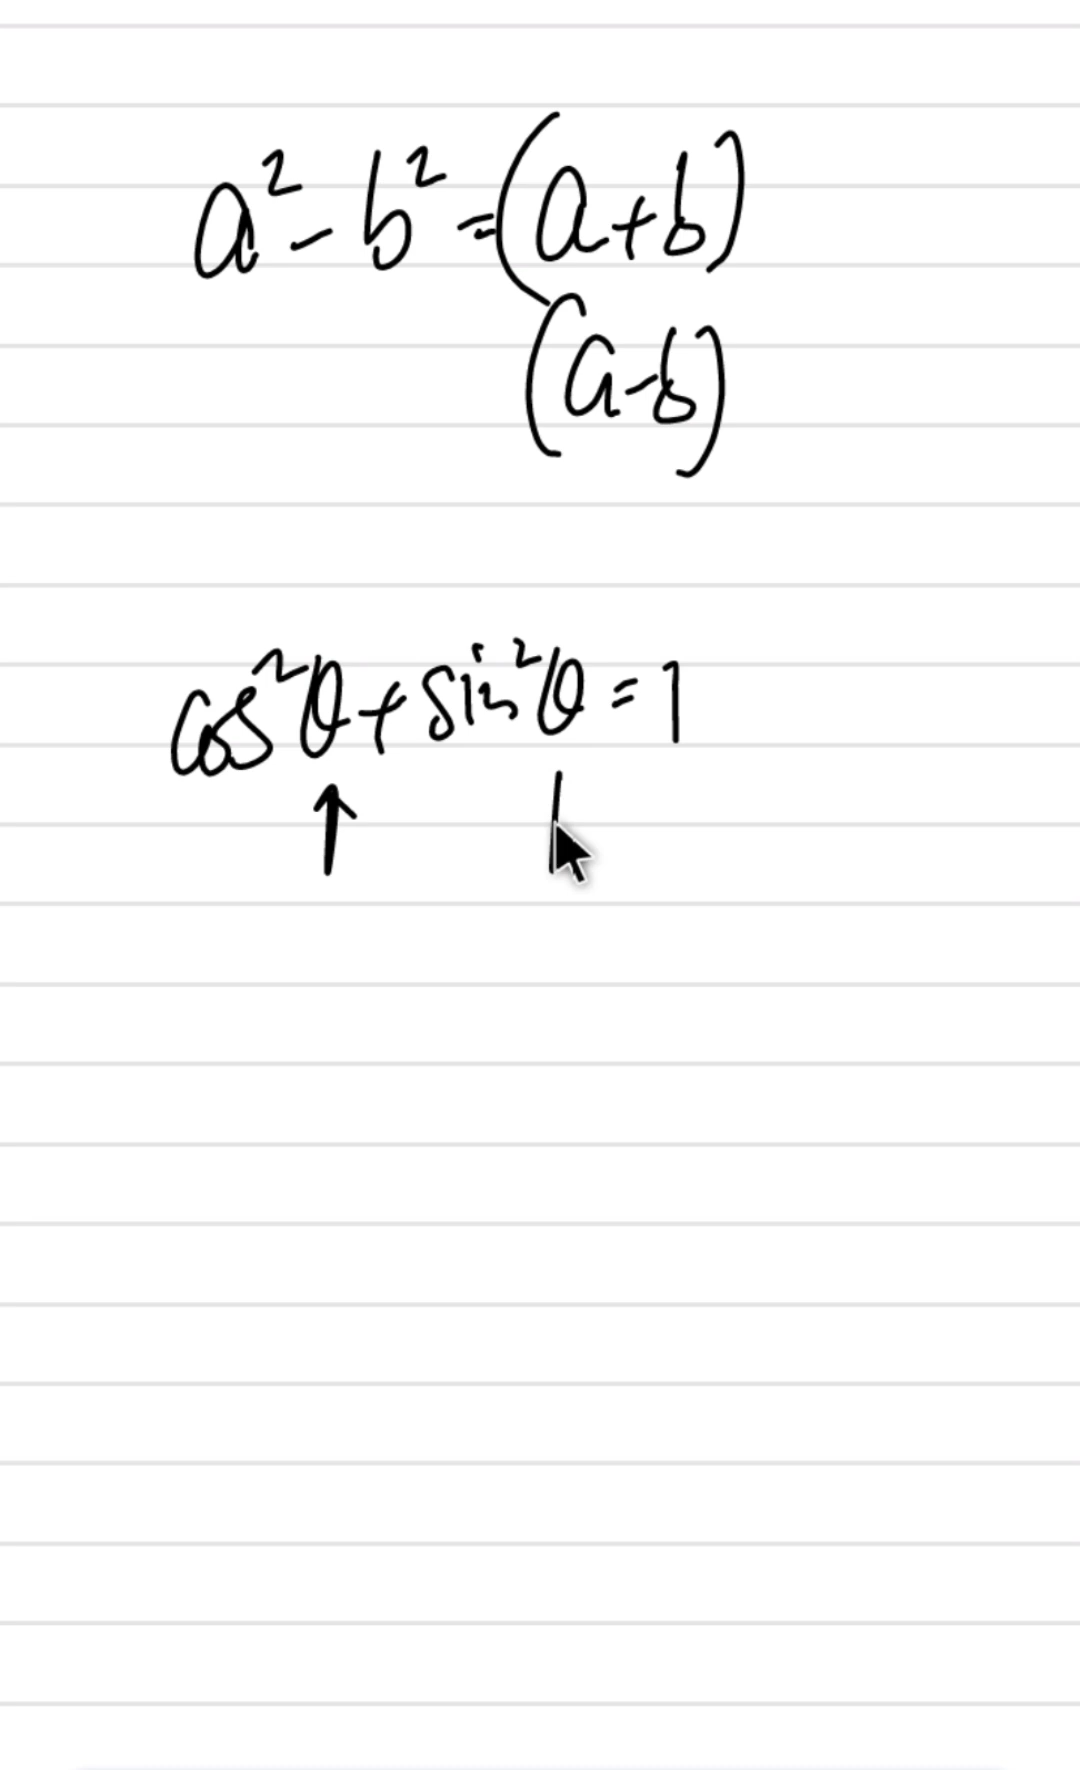 a² - b² = (a+b)
(a-b)
cos²θ + sin²θ = 1
↑